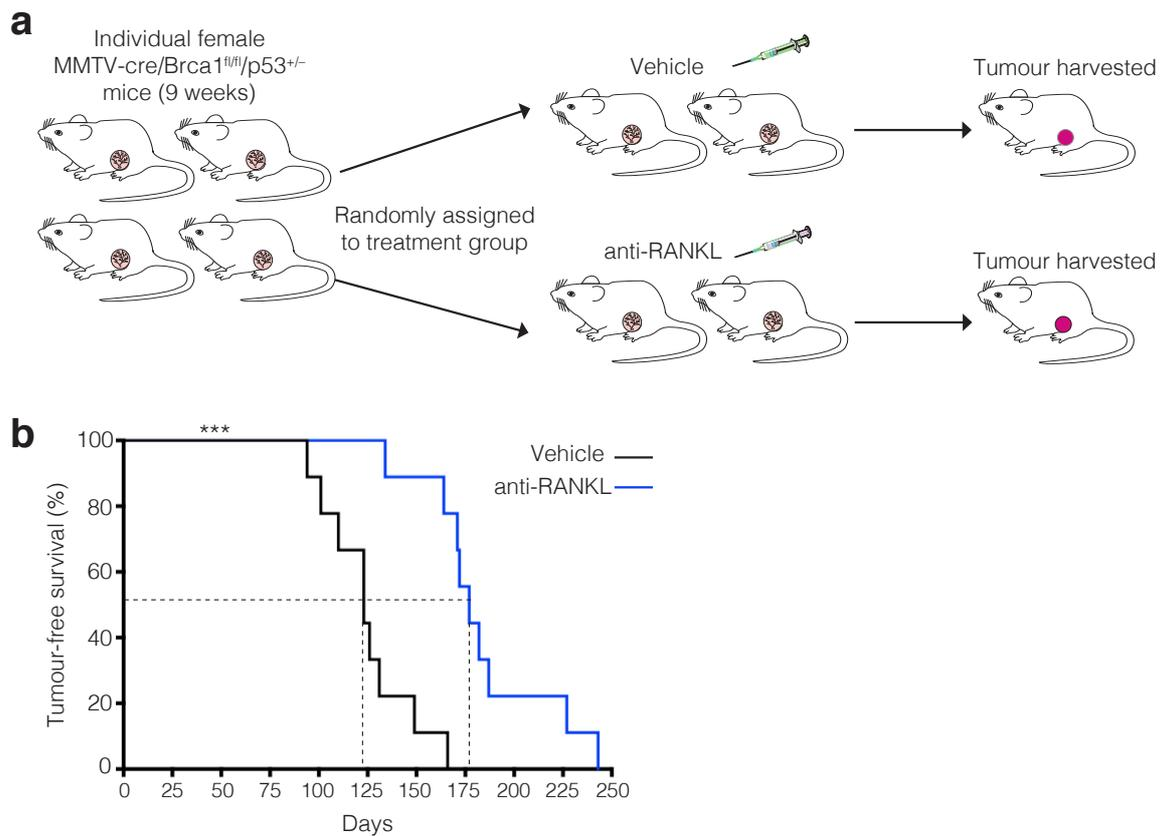 a
Individual female
MMTV-cre/Brca1fl/fl/p53+/–
mice (9 weeks)
Randomly assigned
to treatment group
Vehicle
Tumour harvested
anti-RANKL
Tumour harvested
b
***
Vehicle
anti-RANKL
Tumour-free survival (%)
100
80
60
40
20
0
0 25 50 75 100 125 150 175 200 225 250
Days